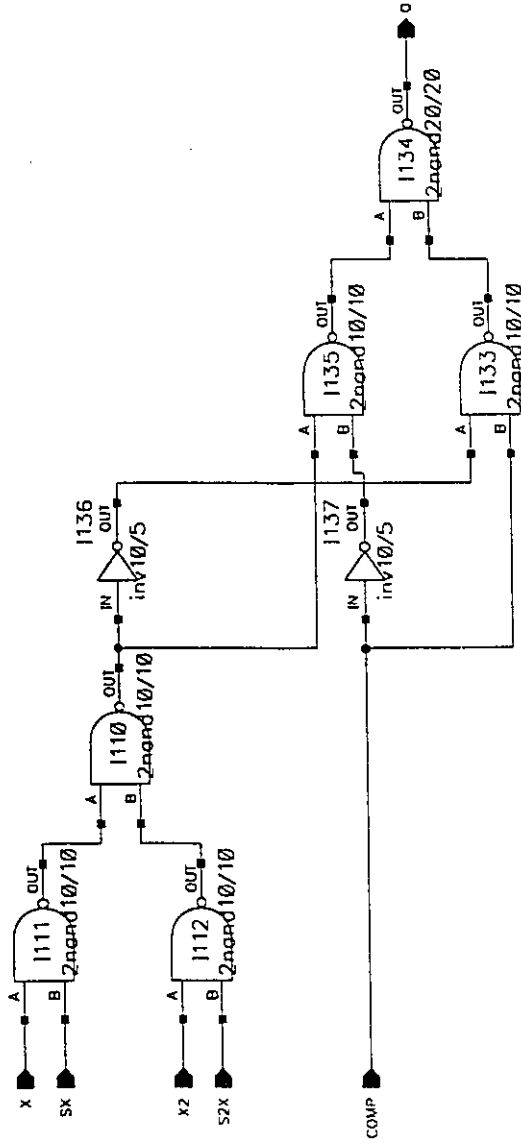 X
SX
X2
S2X
COMP
A
B
OUT
I111
2nand10/10
A
B
OUT
I112
2nand10/10
A
B
OUT
I110
2nand10/10
IN
OUT
I136
inv10/5
IN
OUT
I137
inv10/5
A
B
OUT
I135
2nand10/10
A
B
OUT
I133
2nand10/10
A
B
OUT
I134
2nand20/20